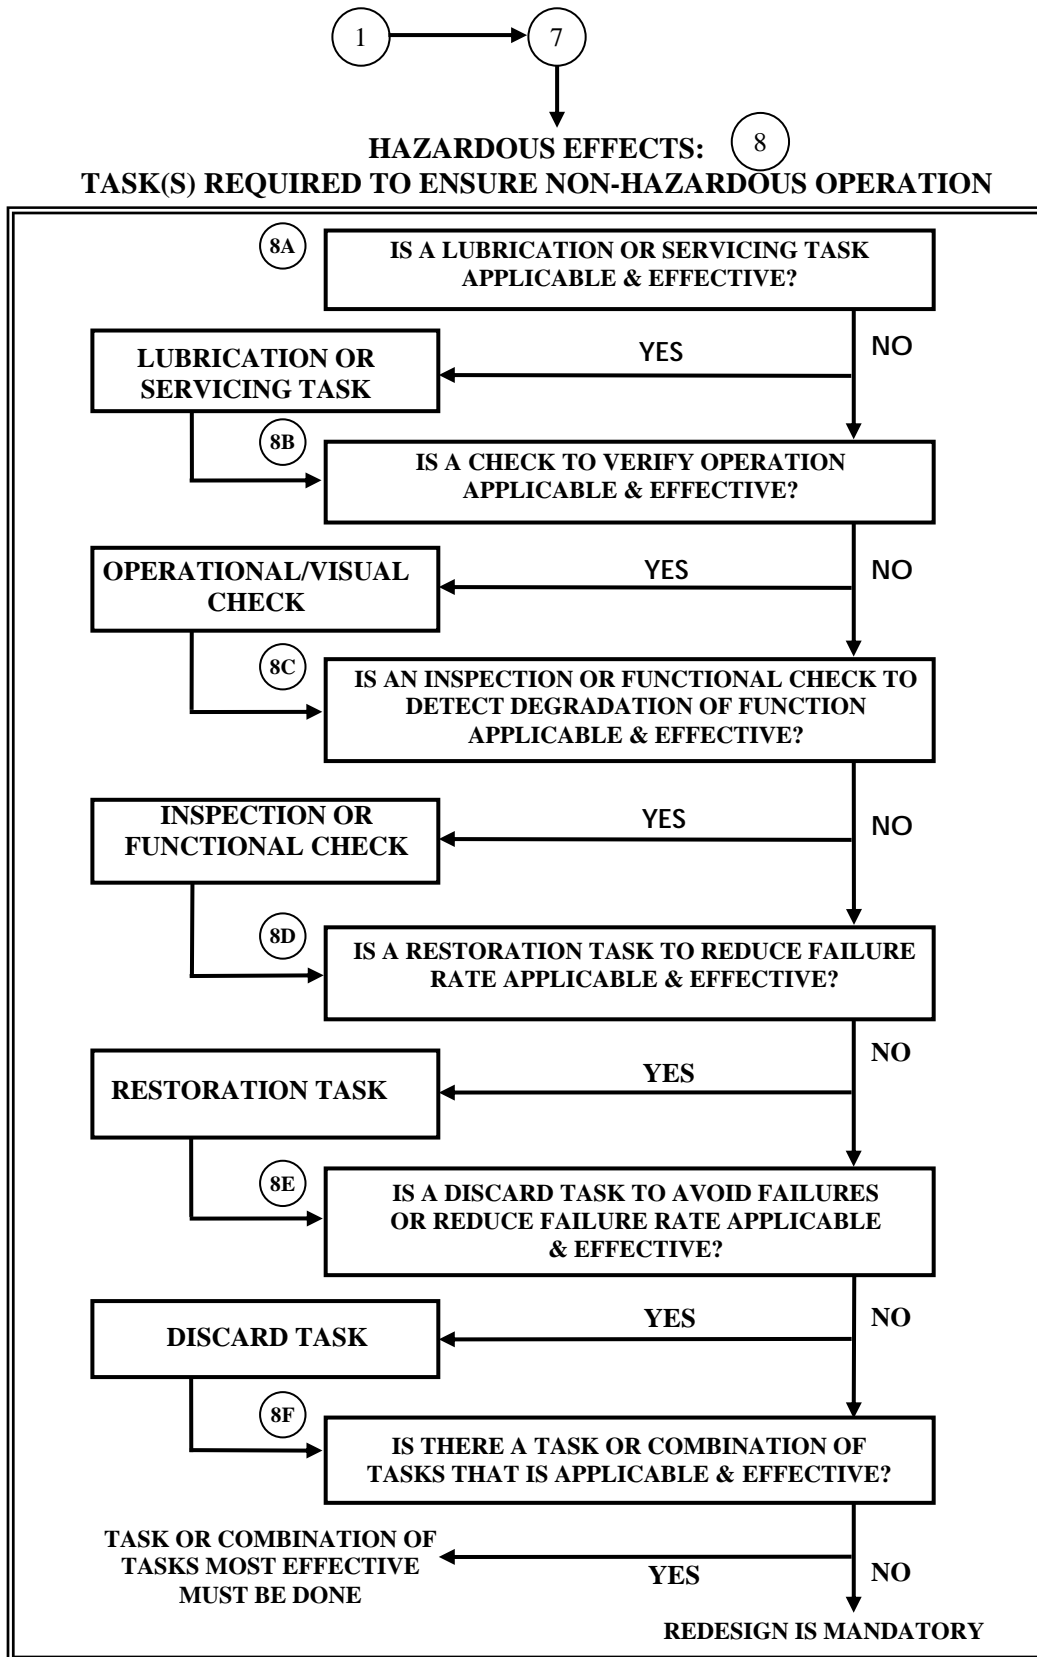 1
7
HAZARDOUS EFFECTS:
8
TASK(S) REQUIRED TO ENSURE NON-HAZARDOUS OPERATION
8A
IS A LUBRICATION OR SERVICING TASK
APPLICABLE & EFFECTIVE?
YES
NO
LUBRICATION OR
SERVICING TASK
8B
IS A CHECK TO VERIFY OPERATION
APPLICABLE & EFFECTIVE?
YES
NO
OPERATIONAL/VISUAL
CHECK
8C
IS AN INSPECTION OR FUNCTIONAL CHECK TO
DETECT DEGRADATION OF FUNCTION
APPLICABLE & EFFECTIVE?
YES
NO
INSPECTION OR
FUNCTIONAL CHECK
8D
IS A RESTORATION TASK TO REDUCE FAILURE
RATE APPLICABLE & EFFECTIVE?
YES
NO
RESTORATION TASK
8E
IS A DISCARD TASK TO AVOID FAILURES
OR REDUCE FAILURE RATE APPLICABLE
& EFFECTIVE?
YES
NO
DISCARD TASK
8F
IS THERE A TASK OR COMBINATION OF
TASKS THAT IS APPLICABLE & EFFECTIVE?
TASK OR COMBINATION OF
TASKS MOST EFFECTIVE
MUST BE DONE
YES
NO
REDESIGN IS MANDATORY